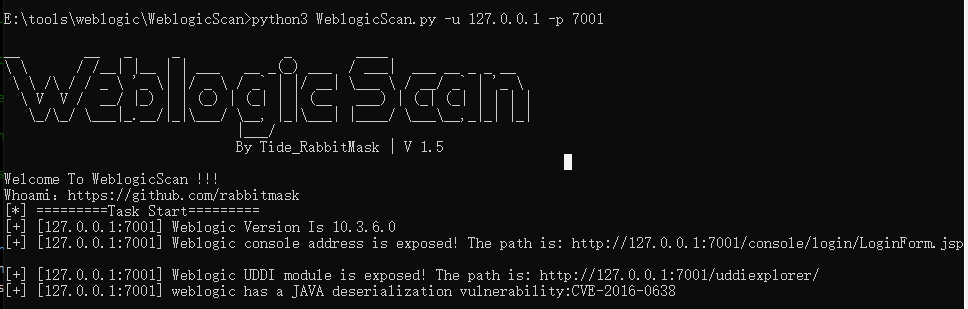 E:\tools\weblogic\WeblogicScan>python3 WeblogicScan.py -u 127.0.0.1 -p 7001
Weblogic Scan
By Tide_RabbitMask | V 1.5
Welcome To WeblogicScan !!!
Whoami：https://github.com/rabbitmask
[*] =========Task Start=========
[+] [127.0.0.1:7001] Weblogic Version Is 10.3.6.0
[+] [127.0.0.1:7001] Weblogic console address is exposed! The path is: http://127.0.0.1:7001/console/login/LoginForm.jsp
[+] [127.0.0.1:7001] Weblogic UDDI module is exposed! The path is: http://127.0.0.1:7001/uddiexplorer/
[+] [127.0.0.1:7001] weblogic has a JAVA deserialization vulnerability:CVE-2016-0638